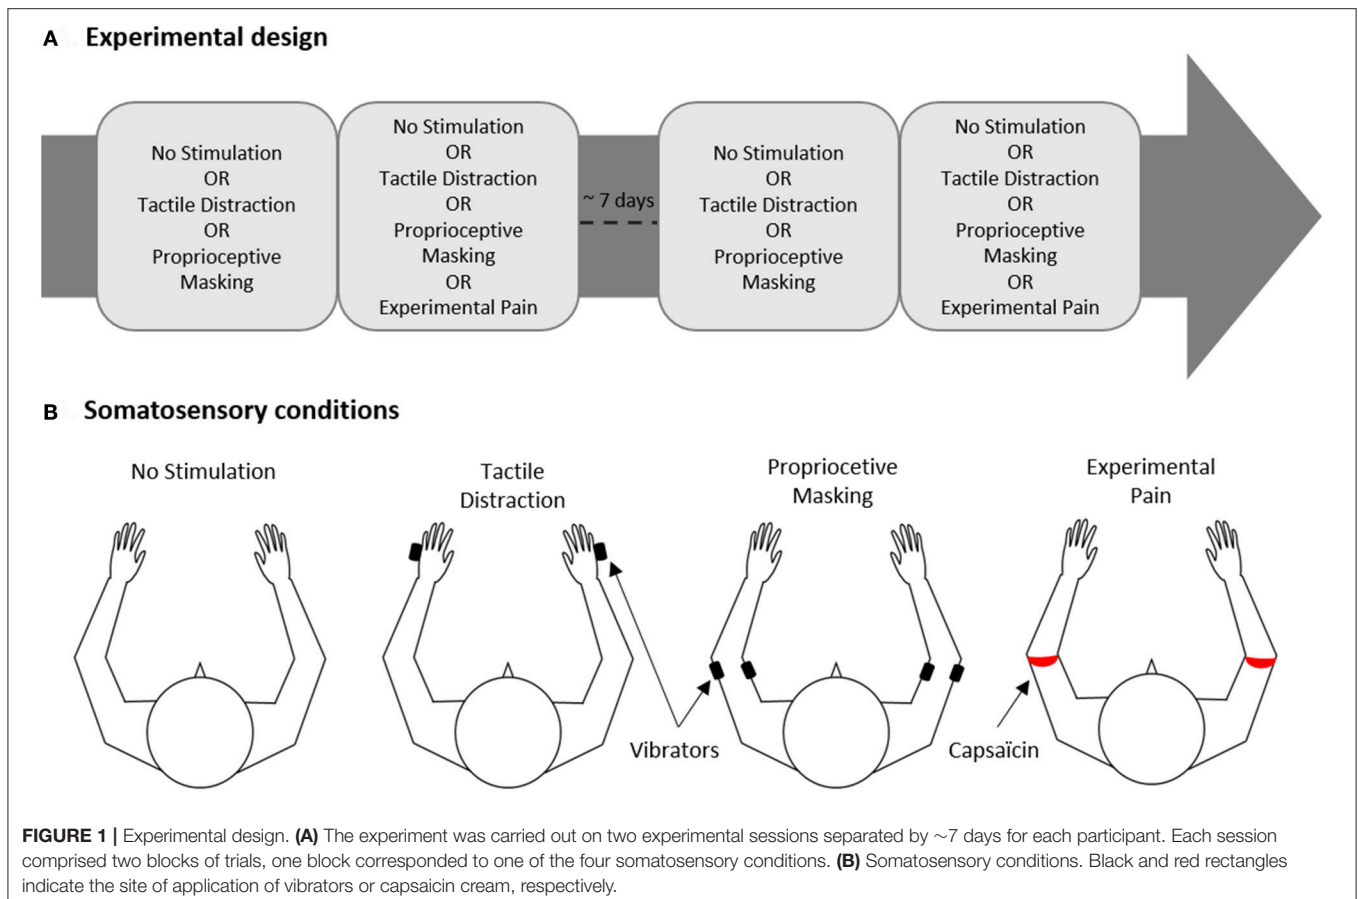 A Experimental design
No Stimulation
OR
Tactile Distraction
OR
Proprioceptive
Masking
No Stimulation
OR
Tactile Distraction
OR
Proprioceptive
Masking
OR
Experimental Pain
~ 7 days
No Stimulation
OR
Tactile Distraction
OR
Proprioceptive
Masking
No Stimulation
OR
Tactile Distraction
OR
Proprioceptive
Masking
OR
Experimental Pain
B Somatosensory conditions
No Stimulation
Tactile
Distraction
Propriocetive
Masking
Experimental
Pain
Vibrators
Capsaïcin
FIGURE 1 | Experimental design. (A) The experiment was carried out on two experimental sessions separated by ∼7 days for each participant. Each session
comprised two blocks of trials, one block corresponded to one of the four somatosensory conditions. (B) Somatosensory conditions. Black and red rectangles
indicate the site of application of vibrators or capsaicin cream, respectively.